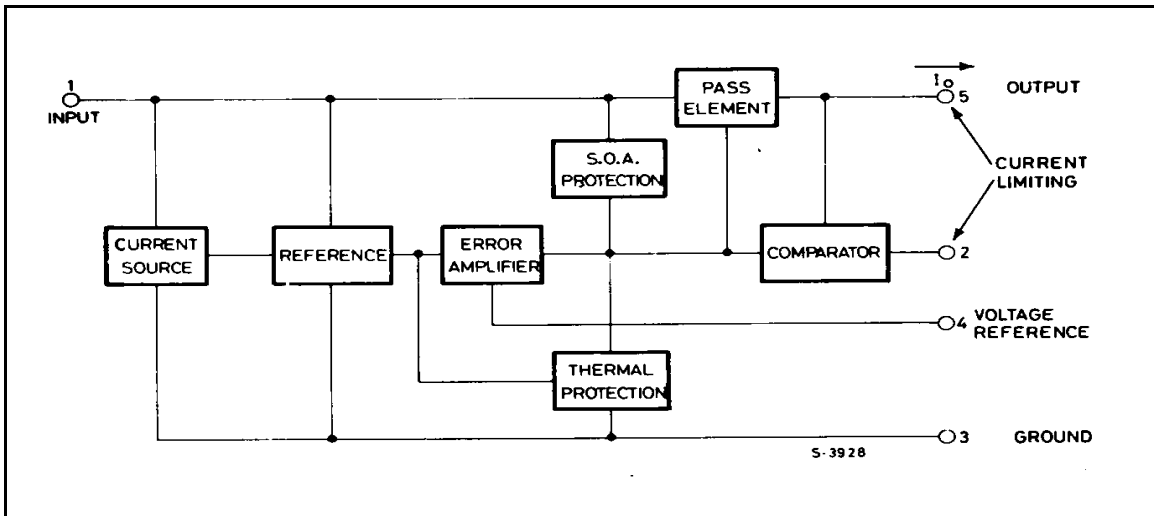 1
INPUT
PASS
ELEMENT
Io
5
OUTPUT
S.O.A.
PROTECTION
CURRENT
LIMITING
CURRENT
SOURCE
REFERENCE
ERROR
AMPLIFIER
COMPARATOR
2
4
VOLTAGE
REFERENCE
THERMAL
PROTECTION
3
GROUND
S-3928